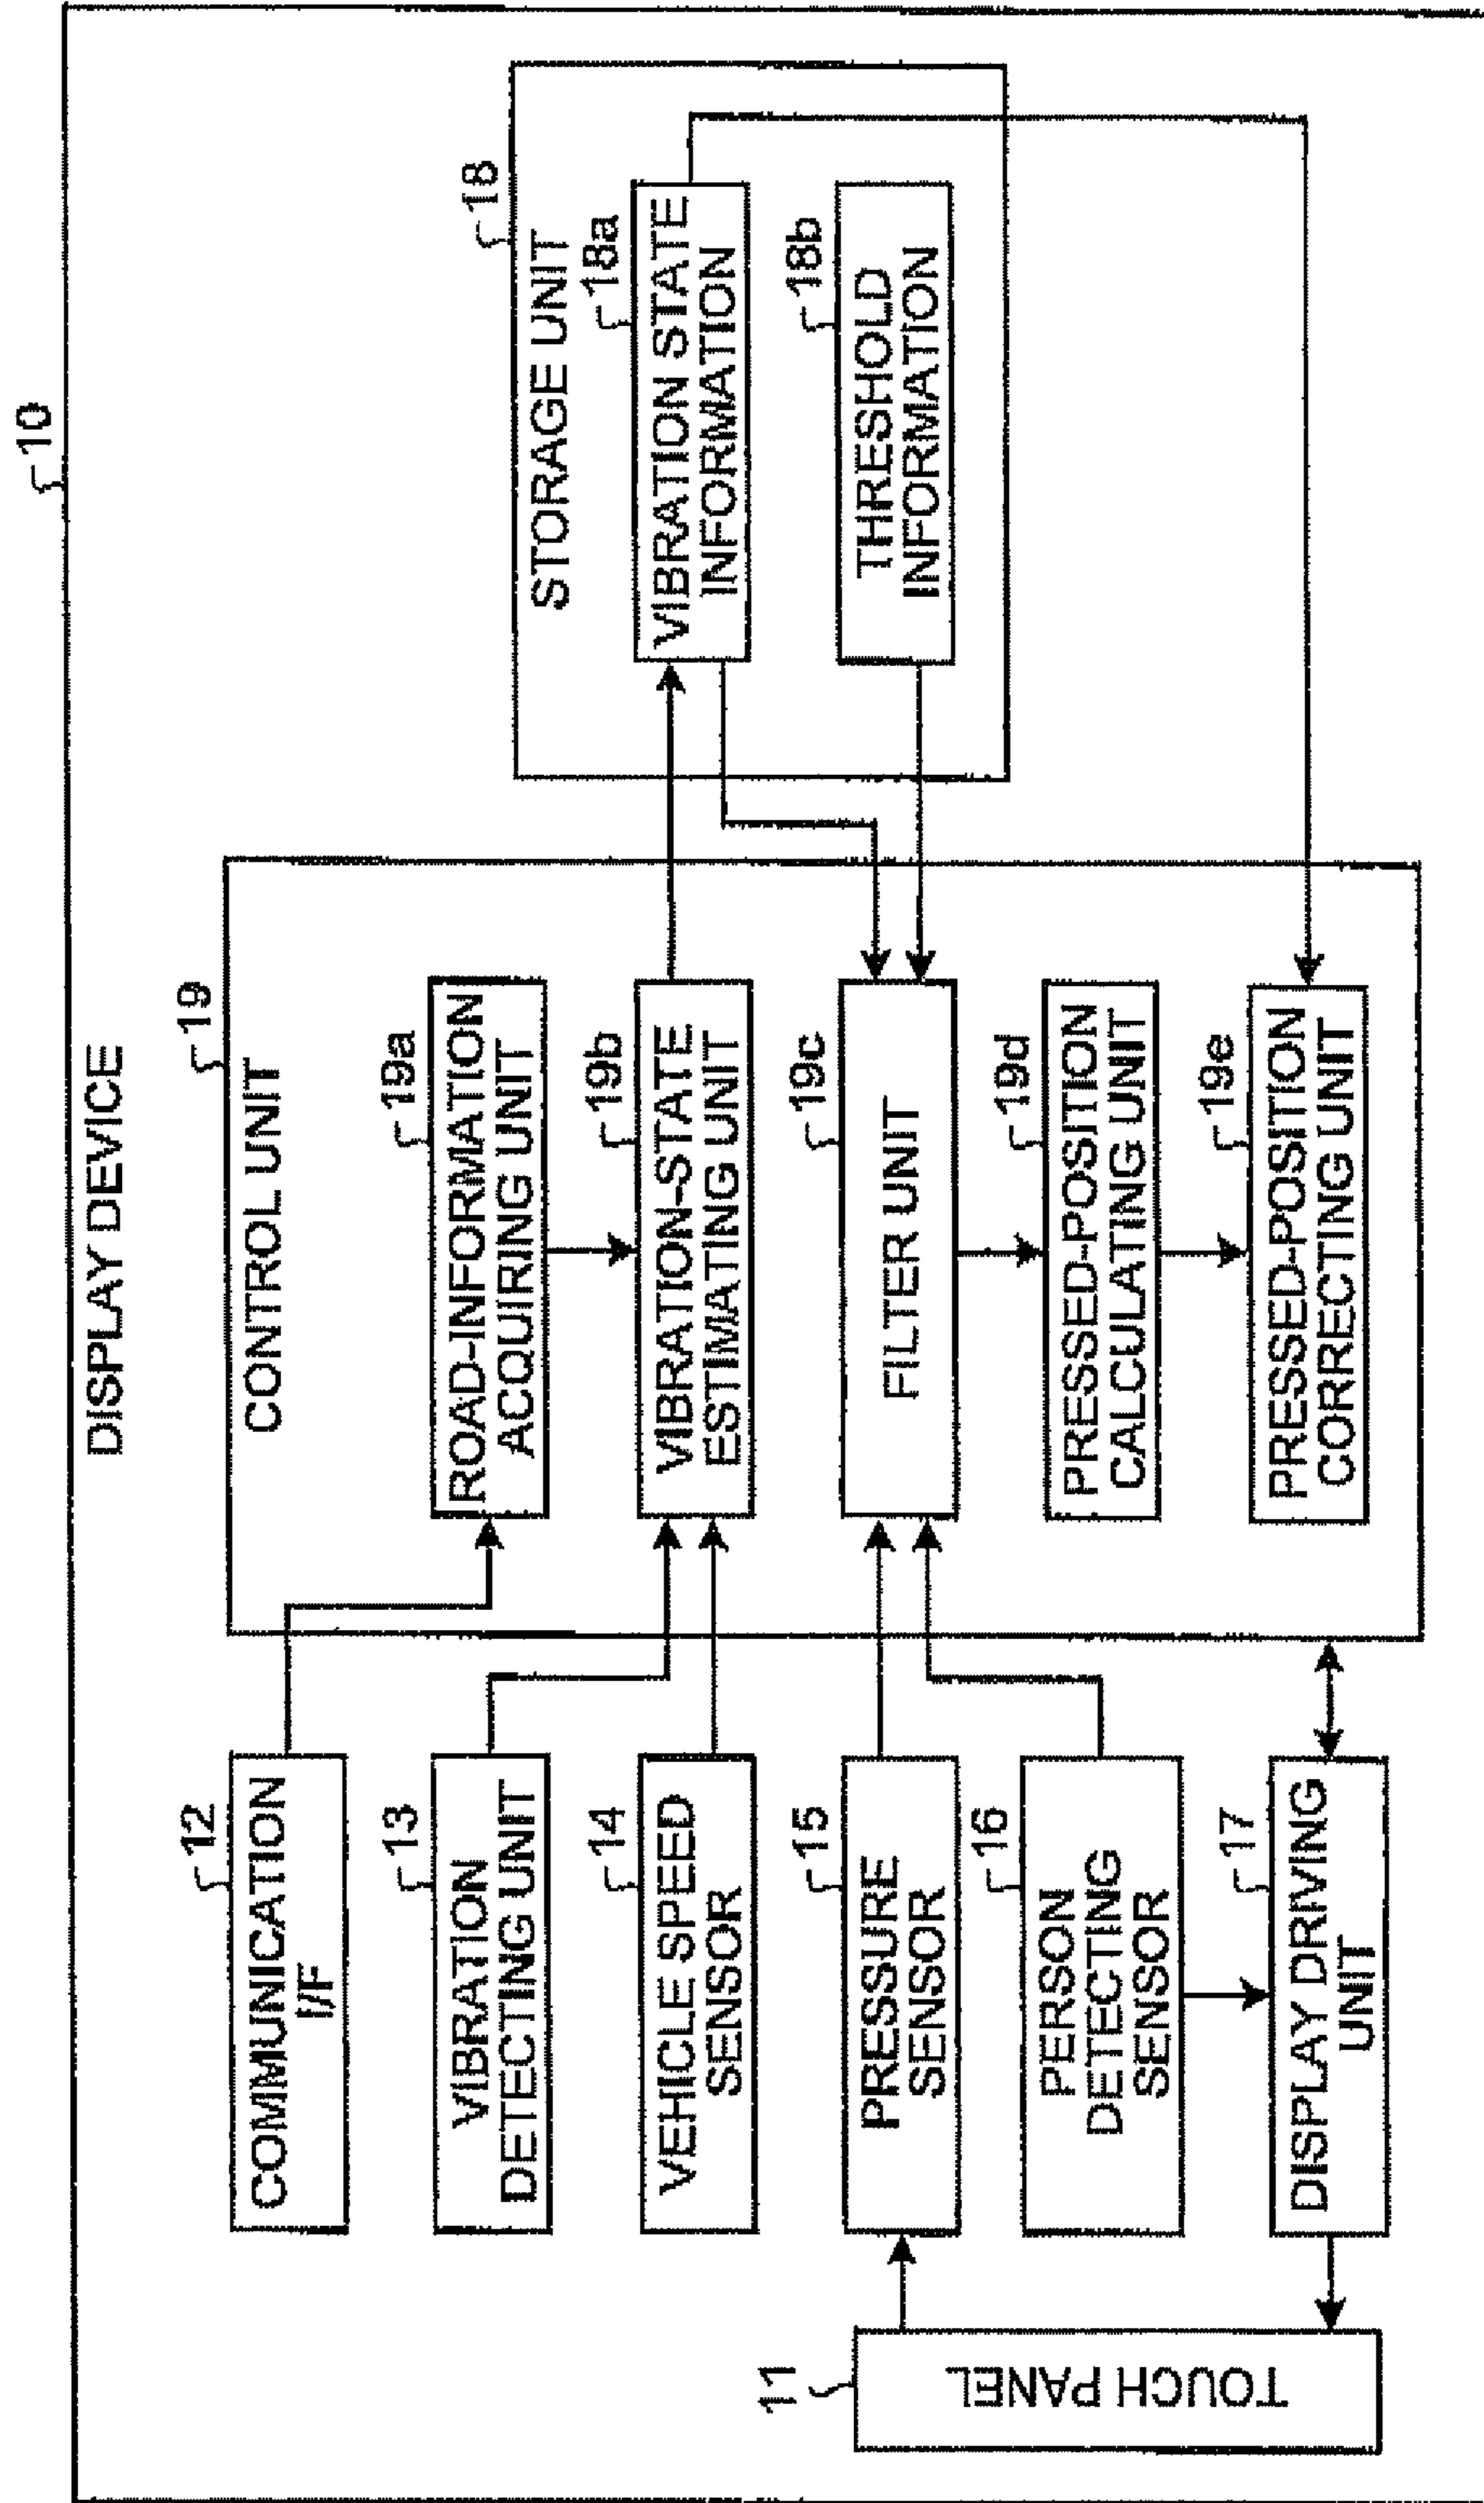 10
DISPLAY DEVICE
12
COMMUNICATION
I/F
13
VIBRATION
DETECTING UNIT
14
VEHICLE SPEED
SENSOR
11
TOUCH PANEL
15
PRESSURE
SENSOR
16
PERSON
DETECTING
SENSOR
17
DISPLAY DRIVING
UNIT
19
CONTROL UNIT
19a
ROAD-INFORMATION
ACQUIRING UNIT
19b
VIBRATION-STATE
ESTIMATING UNIT
19c
FILTER UNIT
19d
PRESSED-POSITION
CALCULATING UNIT
19e
PRESSED-POSITION
CORRECTING UNIT
18
STORAGE UNIT
18a
VIBRATION STATE
INFORMATION
18b
THRESHOLD
INFORMATION